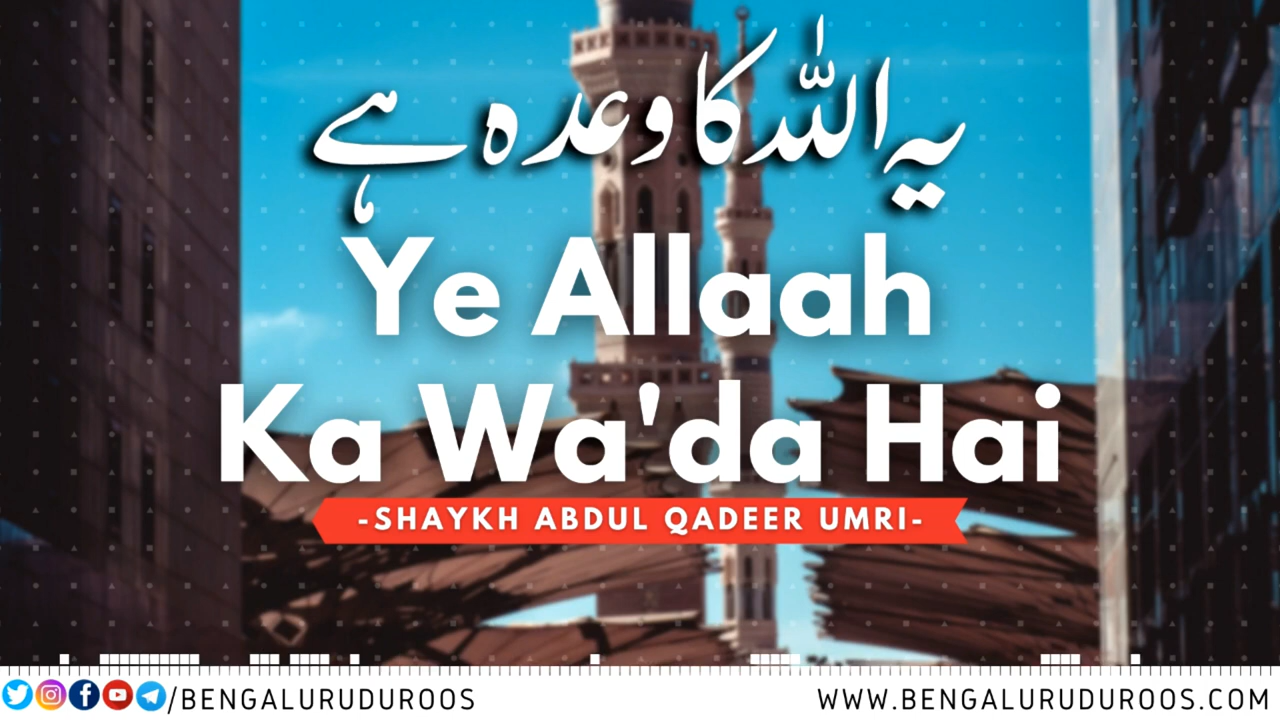 یہ اللہ کا وعدہ ہے
Ye Allaah
Ka Wa'da Hai
-SHAYKH ABDUL QADEER UMRI-
/BENGALURUDUROOS
WWW.BENGALURUDUROOS.COM